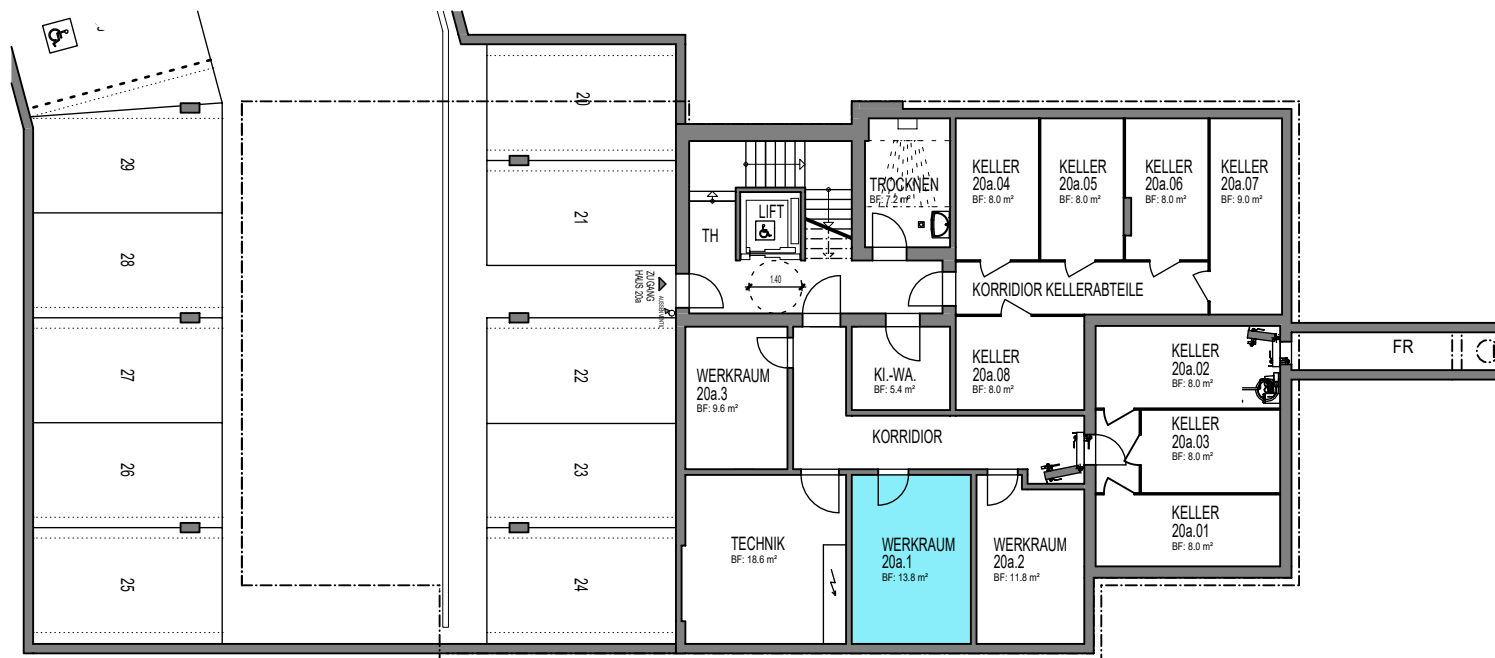 20
21
22
23
24
25
26
27
28
29
ZUGANG
HAUS 20a
TH
LIFT
1.40
TROCKNEN
BF: 7.2 m²
KELLER
20a.04
BF: 8.0 m²
KELLER
20a.05
BF: 8.0 m²
KELLER
20a.06
BF: 8.0 m²
KELLER
20a.07
BF: 9.0 m²
KORRIDIOR KELLERABTEILE
WERKRAUM
20a.3
BF: 9.6 m²
KI.-WA.
BF: 5.4 m²
KELLER
20a.08
BF: 8.0 m²
KELLER
20a.02
BF: 8.0 m²
FR
KORRIDIOR
KELLER
20a.03
BF: 8.0 m²
KELLER
20a.01
BF: 8.0 m²
TECHNIK
BF: 18.6 m²
WERKRAUM
20a.1
BF: 13.8 m²
WERKRAUM
20a.2
BF: 11.8 m²